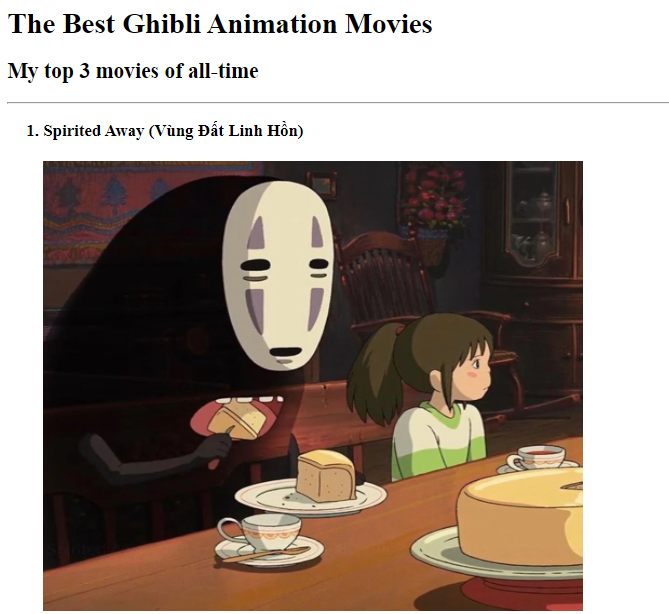 The Best Ghibli Animation Movies
My top 3 movies of all-time
1. Spirited Away (Vùng Đất Linh Hồn)